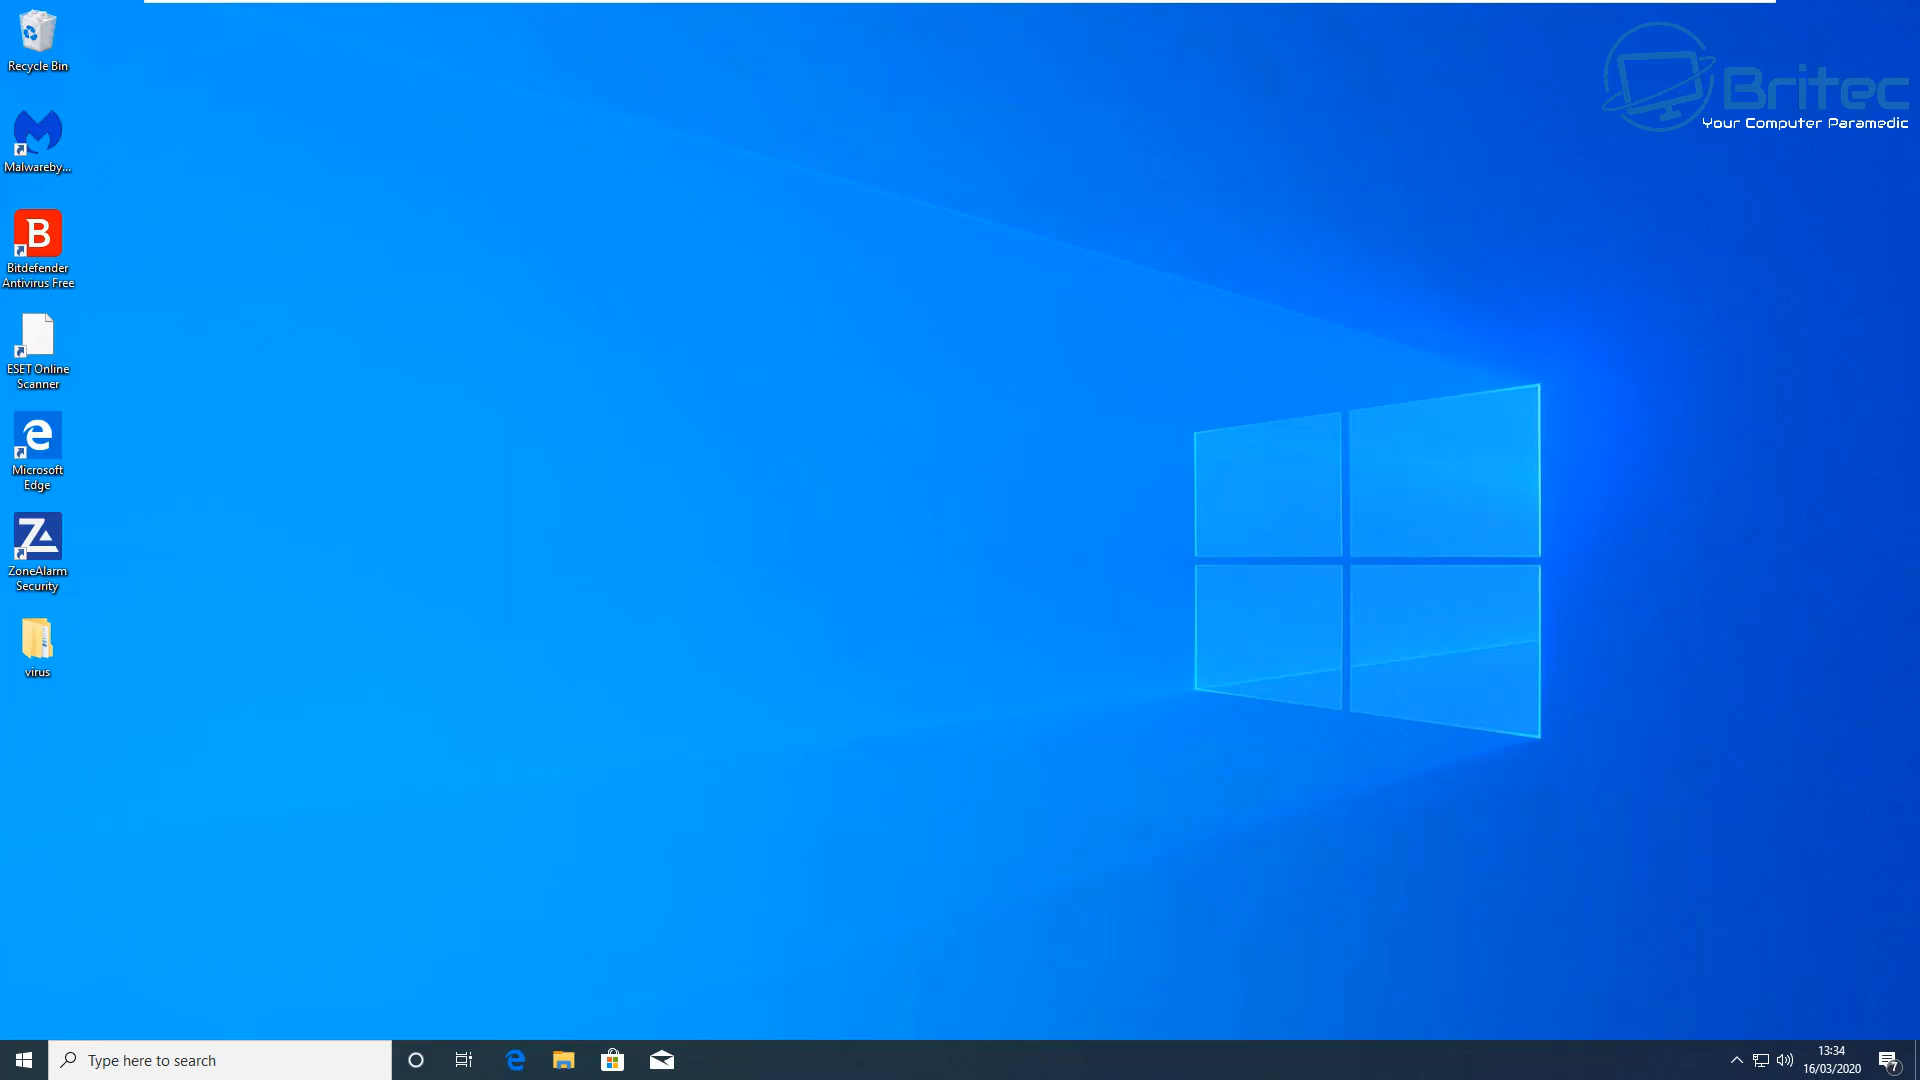 Recycle Bin
Malwareby...
B
Bitdefender
Antivirus Free
ESET Online
Scanner
Microsoft
Edge
ZoneAlarm
Security
virus
Britec
Your Computer Paramedic
Type here to search
13:34
16/03/2020
7